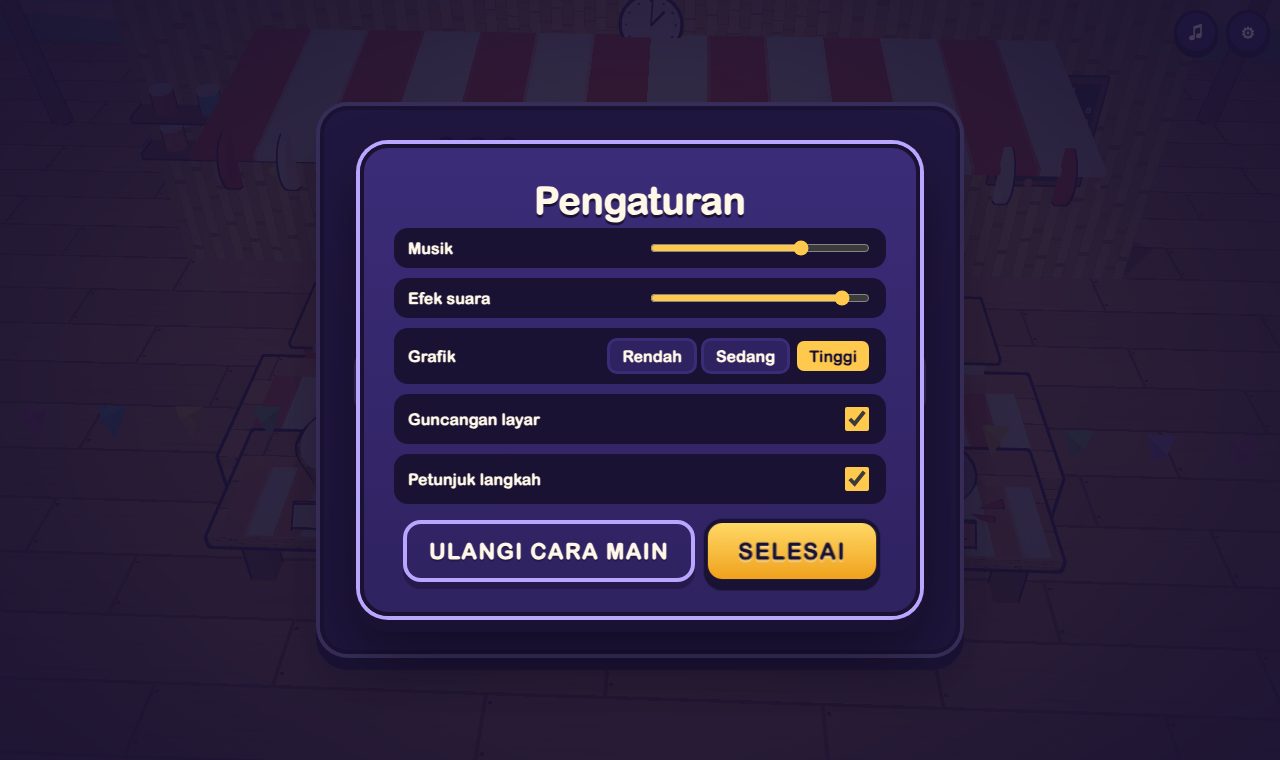 Pengaturan
Musik
Efek suara
Grafik Rendah Sedang Tinggi
Guncangan layar
Petunjuk langkah
ULANGI CARA MAIN SELESAI